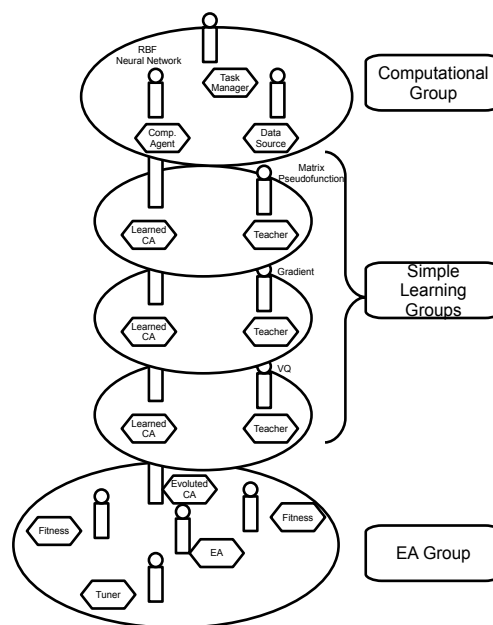 RBF
Neural Network
Task
Manager
Computational
Group
Comp.
Agent
Data
Source
Matrix
Pseudofunction
Learned
CA
Teacher
Gradient
Simple
Learning
Groups
Learned
CA
Teacher
VQ
Learned
CA
Teacher
Evoluted
CA
Fitness
Fitness
EA
EA Group
Tuner